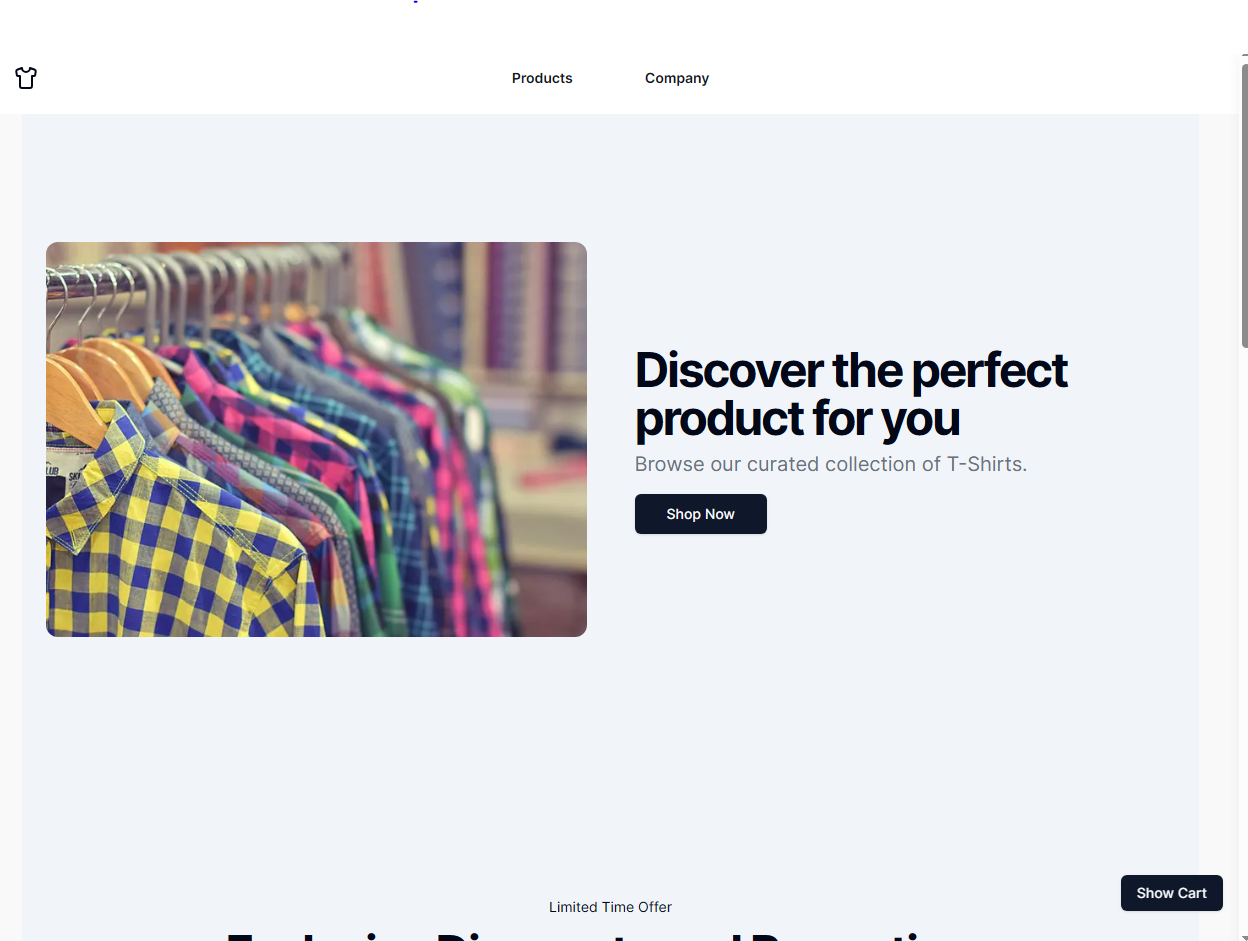 Products
Company
Discover the perfect
product for you
Browse our curated collection of T-Shirts.
Shop Now
Limited Time Offer
Show Cart